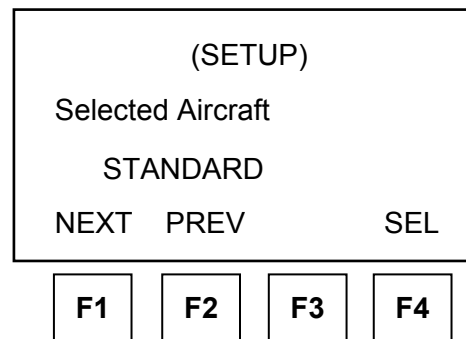 (SETUP)
Selected Aircraft
STANDARD
NEXT PREV SEL
F1 F2 F3 F4